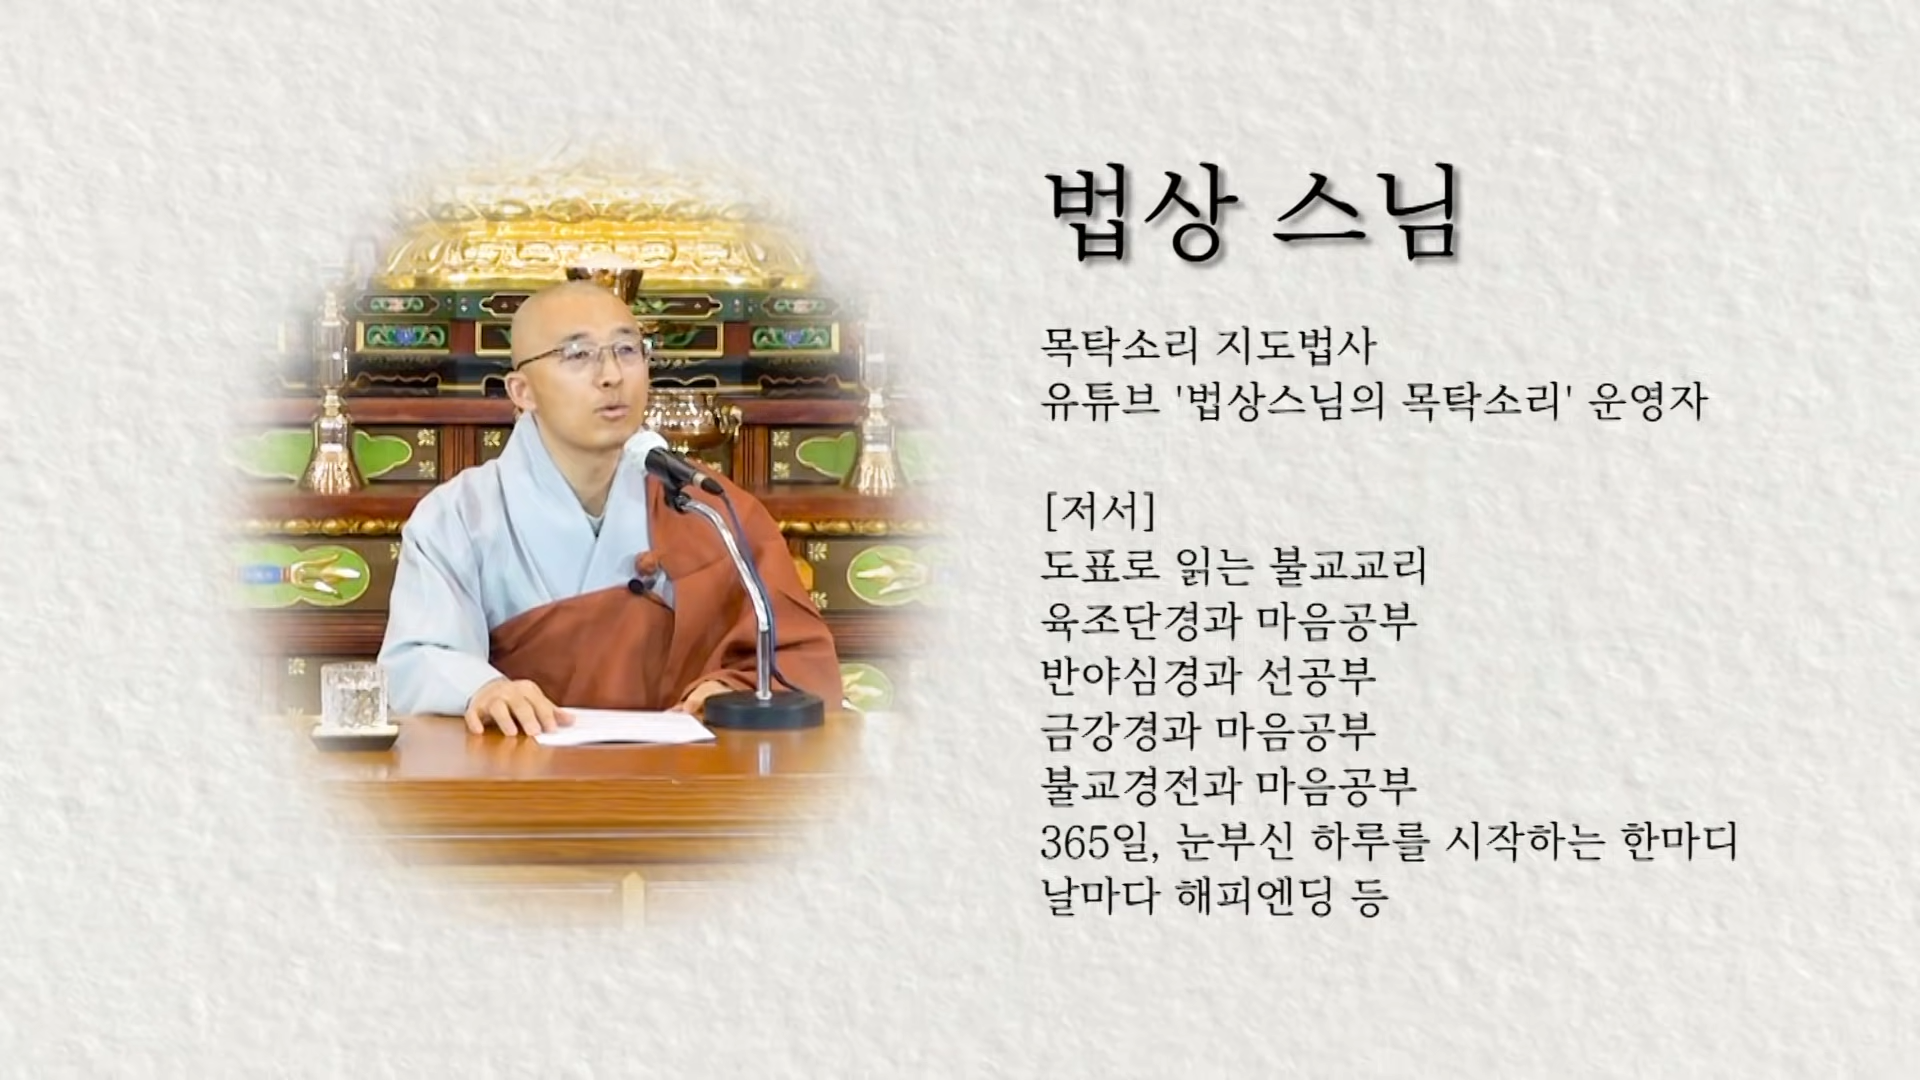 법상 스님
목탁소리 지도법사
유튜브 '법상스님의 목탁소리' 운영자
[저서]
도표로 읽는 불교교리
육조단경과 마음공부
반야심경과 선공부
금강경과 마음공부
불교경전과 마음공부
365일, 눈부신 하루를 시작하는 한마디
날마다 해피엔딩 등